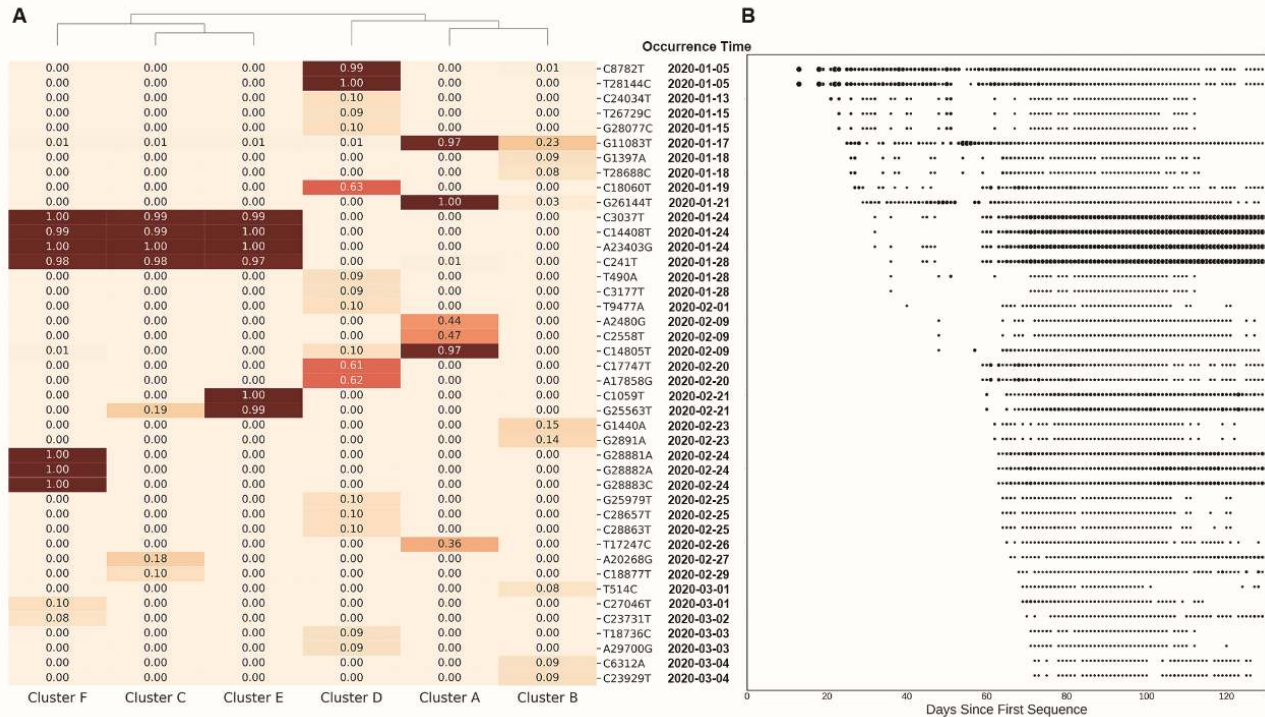 A
B
Occurrence Time
0.00 0.00 0.00 0.99 0.00 0.01 C8782T 2020-01-05
0.00 0.00 0.00 1.00 0.00 0.00 T28144C 2020-01-05
0.00 0.00 0.00 0.10 0.00 0.00 C24034T 2020-01-13
0.00 0.00 0.00 0.09 0.00 0.00 T26729C 2020-01-15
0.00 0.00 0.00 0.10 0.00 0.00 G28077C 2020-01-15
0.01 0.01 0.01 0.01 0.97 0.23 G11083T 2020-01-17
0.00 0.00 0.00 0.00 0.00 0.09 G1397A 2020-01-18
0.00 0.00 0.00 0.00 0.00 0.08 T28688C 2020-01-18
0.00 0.00 0.00 0.63 0.00 0.00 C18060T 2020-01-19
0.00 0.00 0.00 0.00 1.00 0.03 G26144T 2020-01-21
1.00 0.99 0.99 0.00 0.00 0.00 C3037T 2020-01-24
0.99 0.99 1.00 0.00 0.00 0.00 C14408T 2020-01-24
1.00 1.00 1.00 0.00 0.00 0.00 A23403G 2020-01-24
0.98 0.98 0.97 0.00 0.01 0.00 C241T 2020-01-28
0.00 0.00 0.00 0.09 0.00 0.00 T490A 2020-01-28
0.00 0.00 0.00 0.09 0.00 0.00 C3177T 2020-01-28
0.00 0.00 0.00 0.10 0.00 0.00 T9477A 2020-02-01
0.00 0.00 0.00 0.00 0.44 0.00 A2480G 2020-02-09
0.00 0.00 0.00 0.00 0.47 0.00 C2558T 2020-02-09
0.01 0.00 0.00 0.10 0.97 0.00 C14805T 2020-02-09
0.00 0.00 0.00 0.61 0.00 0.00 C17747T 2020-02-20
0.00 0.00 0.00 0.62 0.00 0.00 A17858G 2020-02-20
0.00 0.00 1.00 0.00 0.00 0.00 C1059T 2020-02-21
0.00 0.19 0.99 0.00 0.00 0.00 G25563T 2020-02-21
0.00 0.00 0.00 0.00 0.00 0.15 G1440A 2020-02-23
0.00 0.00 0.00 0.00 0.00 0.14 G2891A 2020-02-23
1.00 0.00 0.00 0.00 0.00 0.00 G28881A 2020-02-24
1.00 0.00 0.00 0.00 0.00 0.00 G28882A 2020-02-24
1.00 0.00 0.00 0.00 0.00 0.00 G28883C 2020-02-24
0.00 0.00 0.00 0.10 0.00 0.00 G25979T 2020-02-25
0.00 0.00 0.00 0.10 0.00 0.00 C28657T 2020-02-25
0.00 0.00 0.00 0.10 0.00 0.00 C28863T 2020-02-25
0.00 0.00 0.00 0.00 0.36 0.00 T17247C 2020-02-26
0.00 0.18 0.00 0.00 0.00 0.00 A20268G 2020-02-27
0.00 0.10 0.00 0.00 0.00 0.00 C18877T 2020-02-29
0.00 0.00 0.00 0.00 0.00 0.08 T514C 2020-03-01
0.10 0.00 0.00 0.00 0.00 0.00 C27046T 2020-03-01
0.08 0.00 0.00 0.00 0.00 0.00 C23731T 2020-03-02
0.00 0.00 0.00 0.09 0.00 0.00 T18736C 2020-03-03
0.00 0.00 0.00 0.09 0.00 0.00 A29700G 2020-03-03
0.00 0.00 0.00 0.00 0.00 0.09 C6312A 2020-03-04
0.00 0.00 0.00 0.00 0.00 0.09 C23929T 2020-03-04
Cluster F Cluster C Cluster E Cluster D Cluster A Cluster B
0 20 40 60 80 100 120
Days Since First Sequence